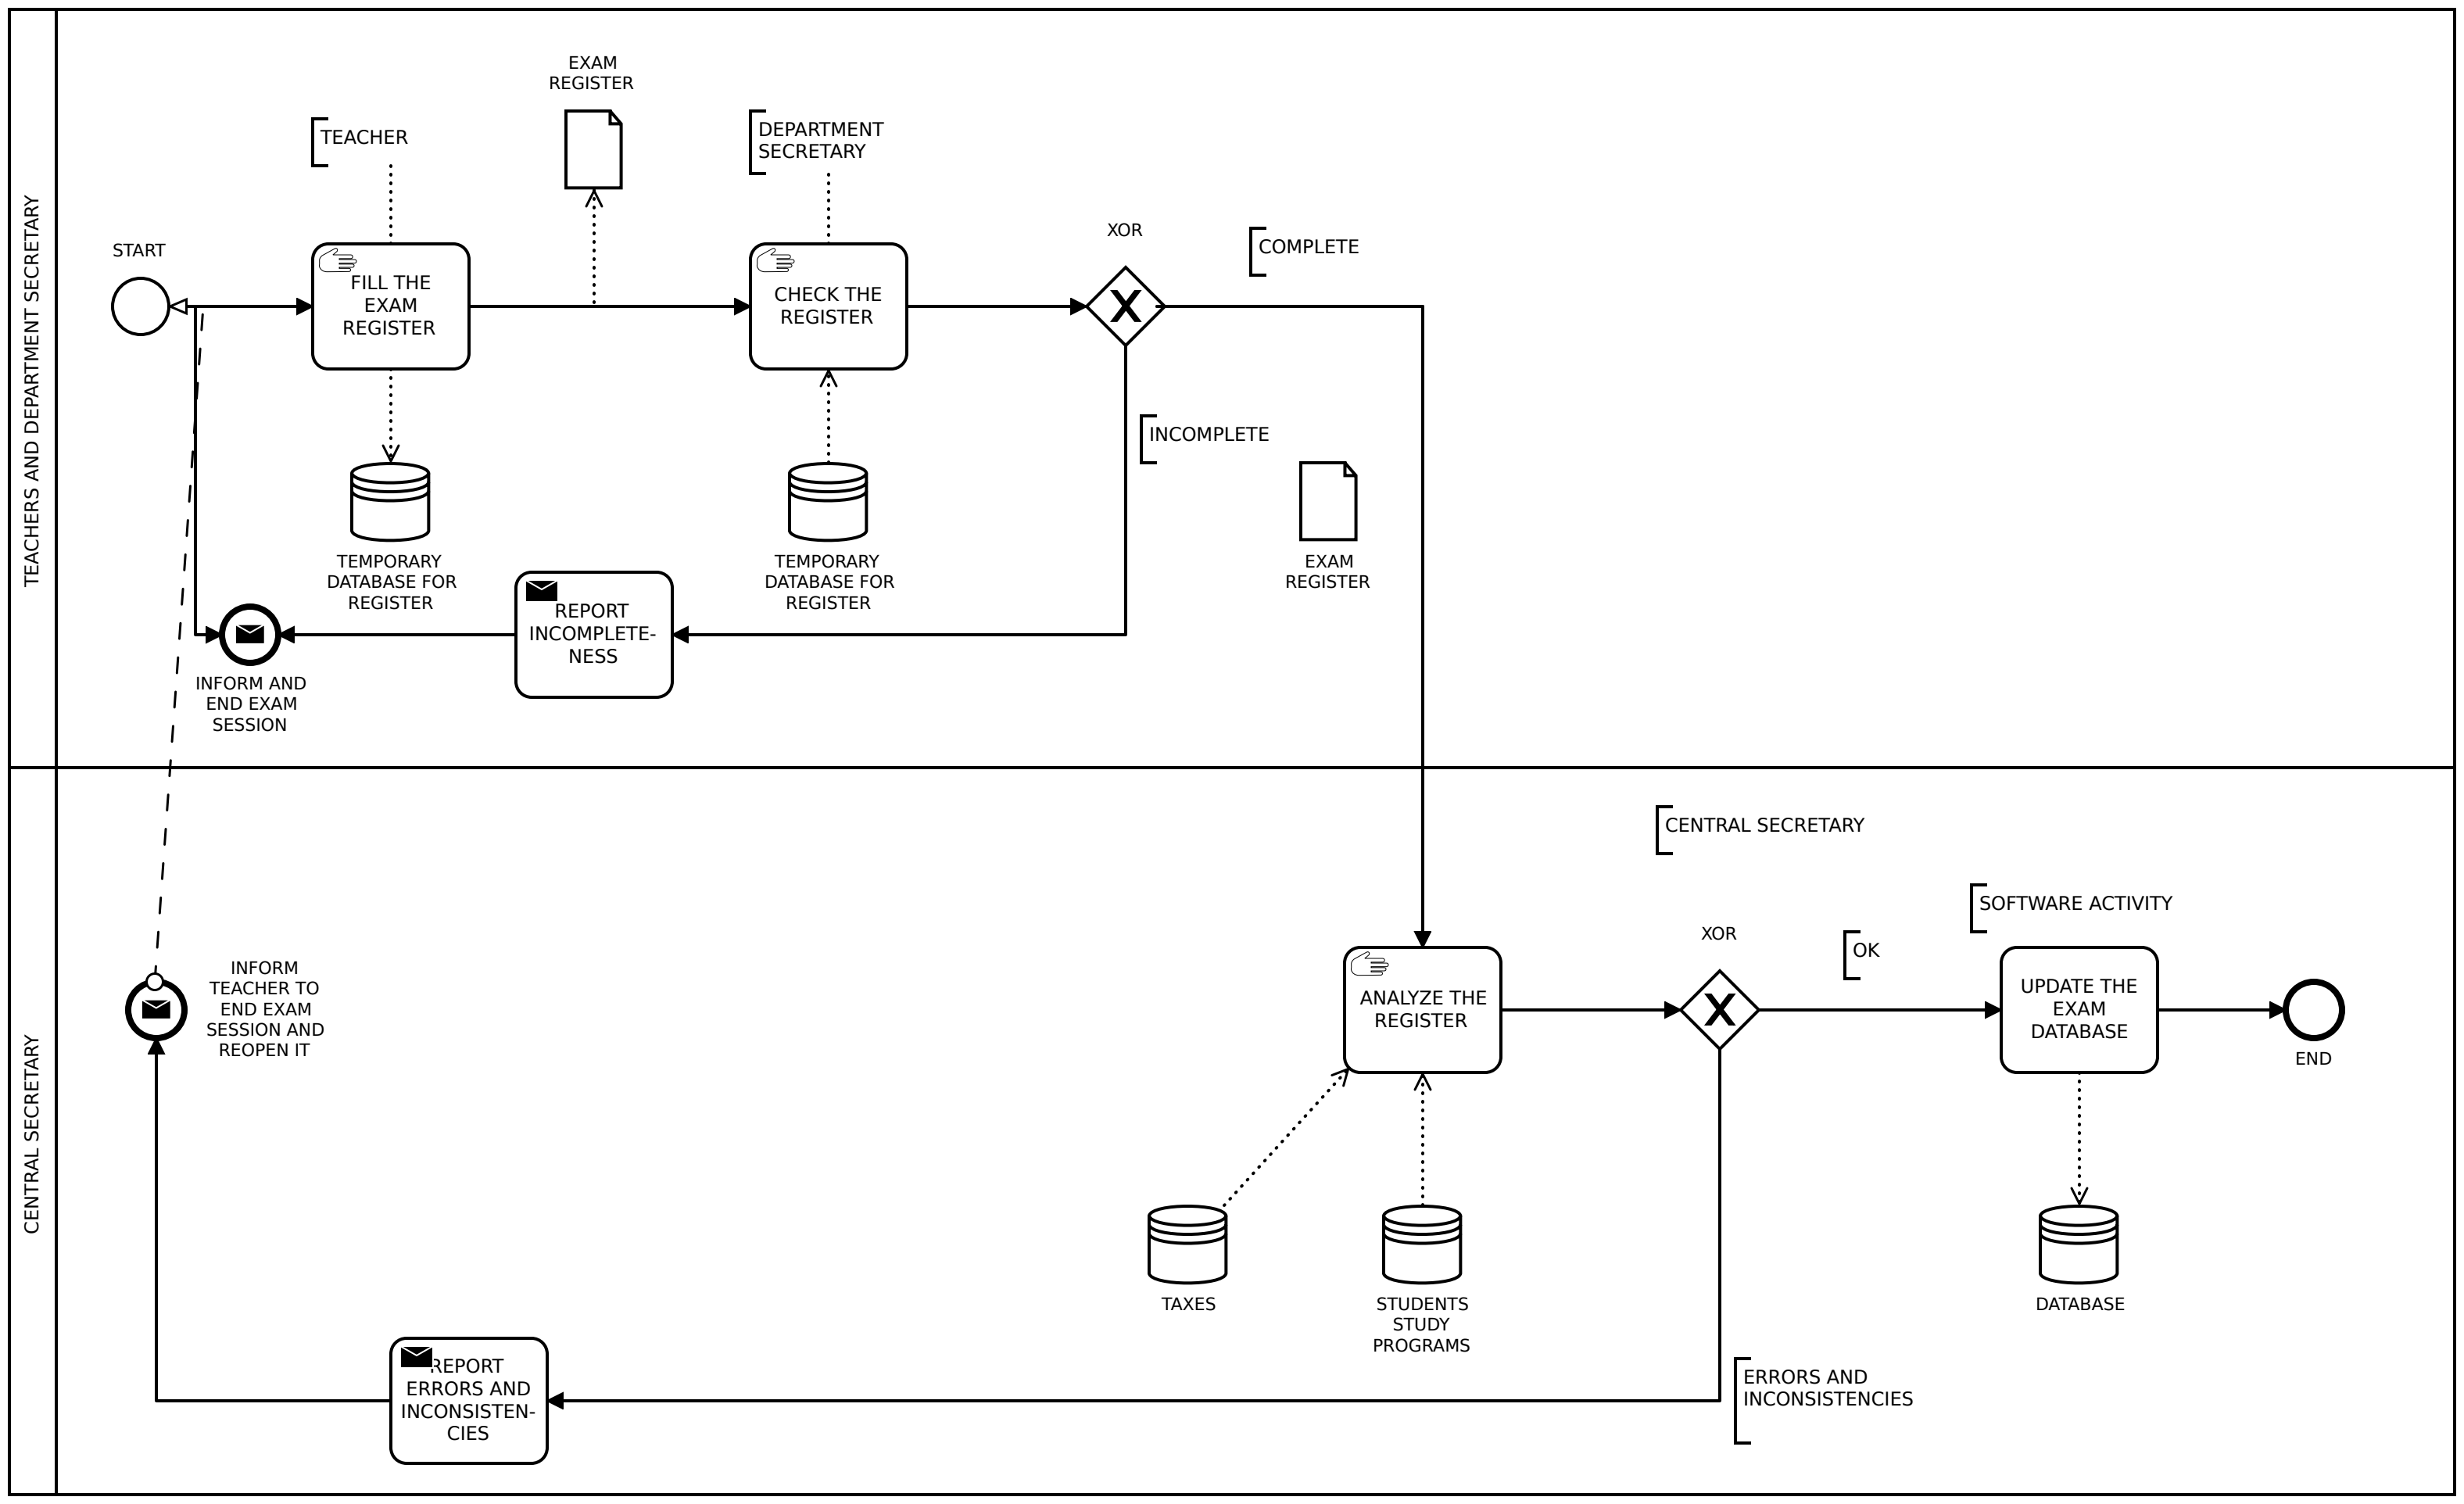 TEACHERS AND DEPARTMENT SECRETARY
EXAM
REGISTER
TEACHER
DEPARTMENT
SECRETARY
START
XOR
COMPLETE
FILL THE
EXAM
REGISTER
CHECK THE
REGISTER
X
INCOMPLETE
TEMPORARY
DATABASE FOR
REGISTER
TEMPORARY
DATABASE FOR
REGISTER
EXAM
REGISTER
REPORT
INCOMPLETE-
NESS
INFORM AND
END EXAM
SESSION
CENTRAL SECRETARY
CENTRAL SECRETARY
SOFTWARE ACTIVITY
XOR
OK
INFORM
TEACHER TO
END EXAM
SESSION AND
REOPEN IT
ANALYZE THE
REGISTER
X
UPDATE THE
EXAM
DATABASE
END
TAXES
STUDENTS
STUDY
PROGRAMS
DATABASE
REPORT
ERRORS AND
INCONSISTEN-
CIES
ERRORS AND
INCONSISTENCIES